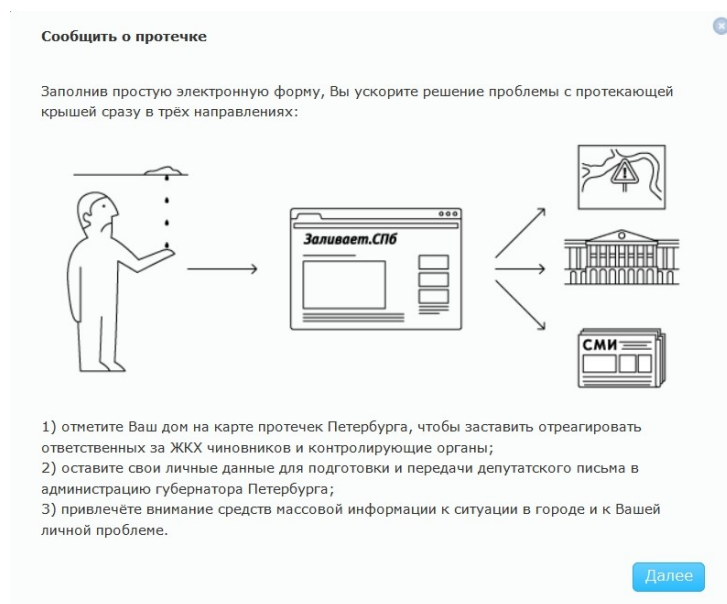 Сообщить о протечке
Заполнив простую электронную форму, Вы ускорите решение проблемы с протекающей
крышей сразу в трёх направлениях:
Заливает.СПб
СМИ
1) отметите Ваш дом на карте протечек Петербурга, чтобы заставить отреагировать
ответственных за ЖКХ чиновников и контролирующие органы;
2) оставите свои личные данные для подготовки и передачи депутатского письма в
администрацию губернатора Петербурга;
3) привлечёте внимание средств массовой информации к ситуации в городе и к Вашей
личной проблеме.
Далее